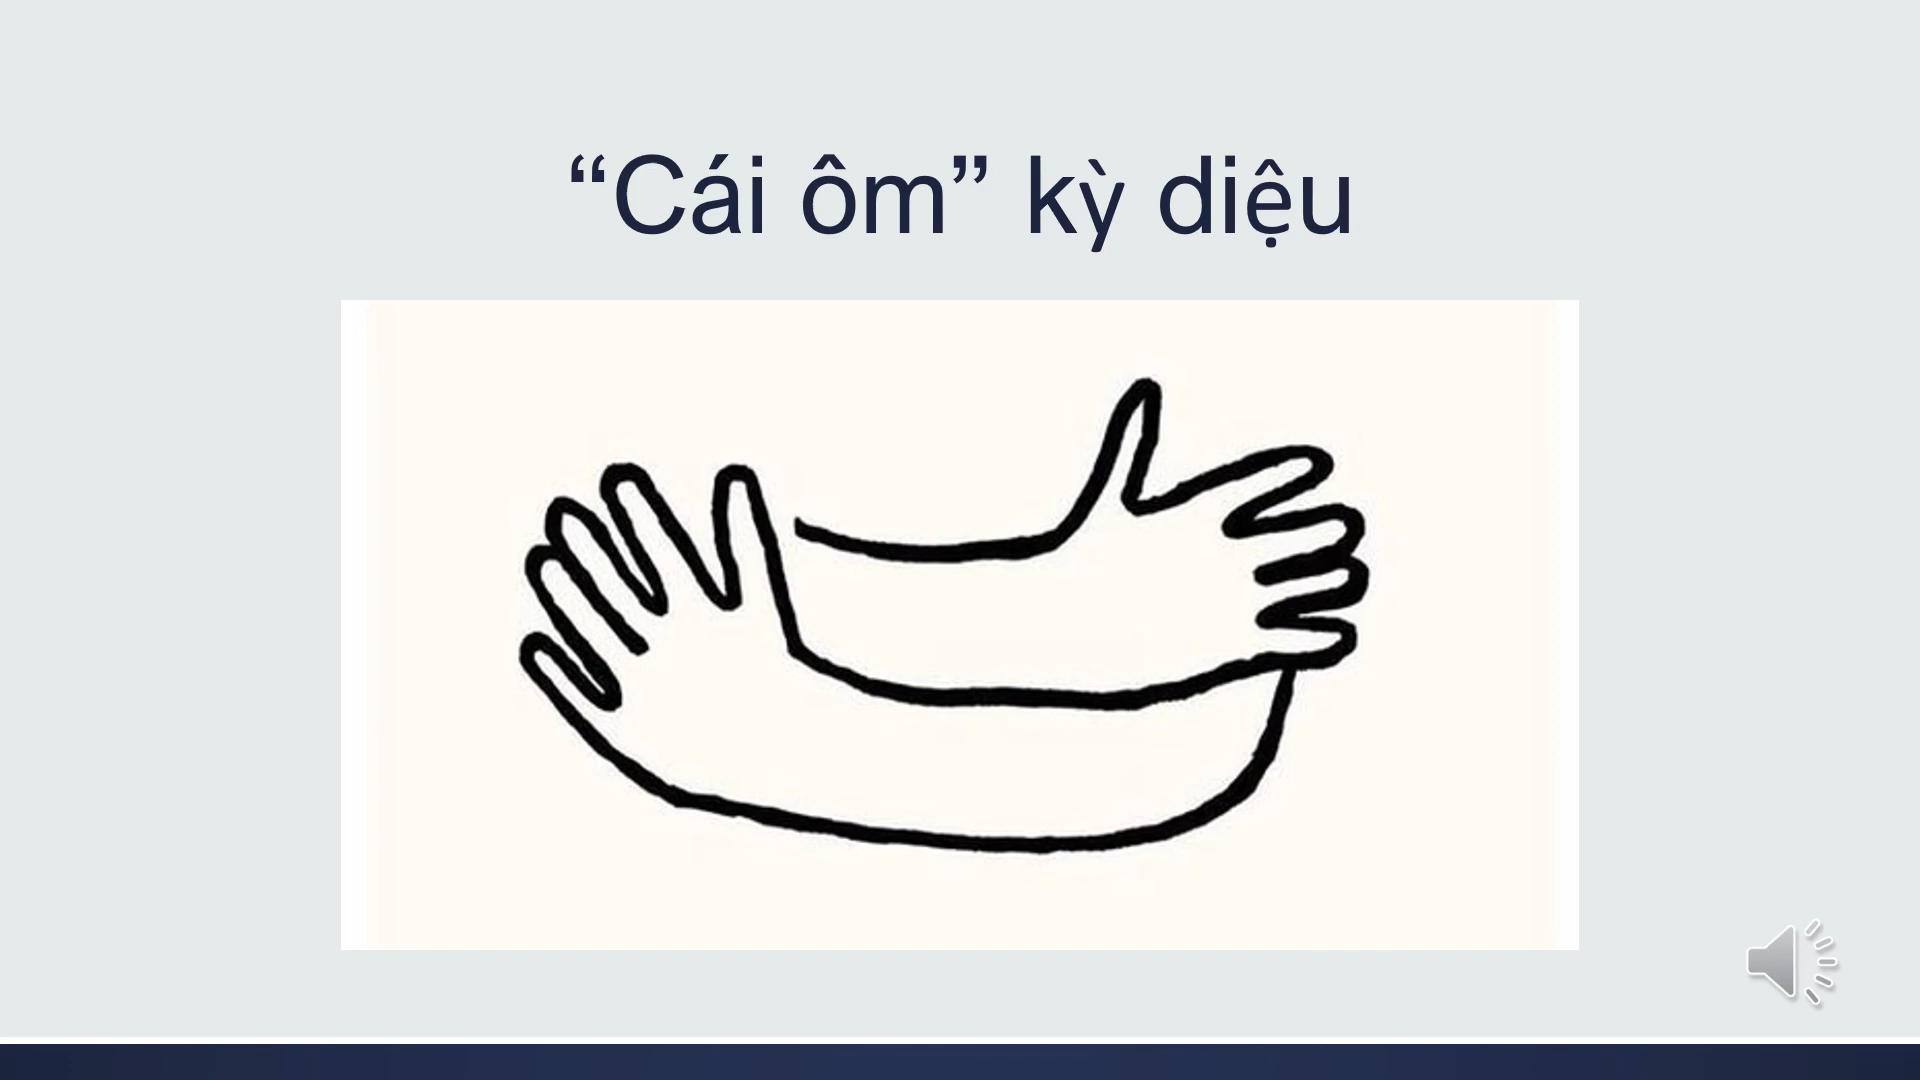 “Cái ôm” kỳ diệu